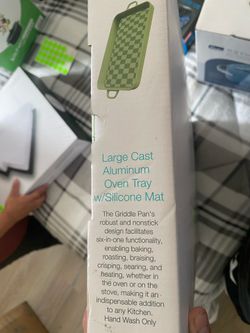 Large Cast
Aluminum
Oven Tray
w/Silicone Mat
The Griddle Pan's
robust and nonstick
design facilitates
six-in-one functionality,
enabling baking,
roasting, braising,
crisping, searing, and
heating, whether in
the oven or on the
stove, making it an
indispensable addition
to any Kitchen.
Hand Wash Only